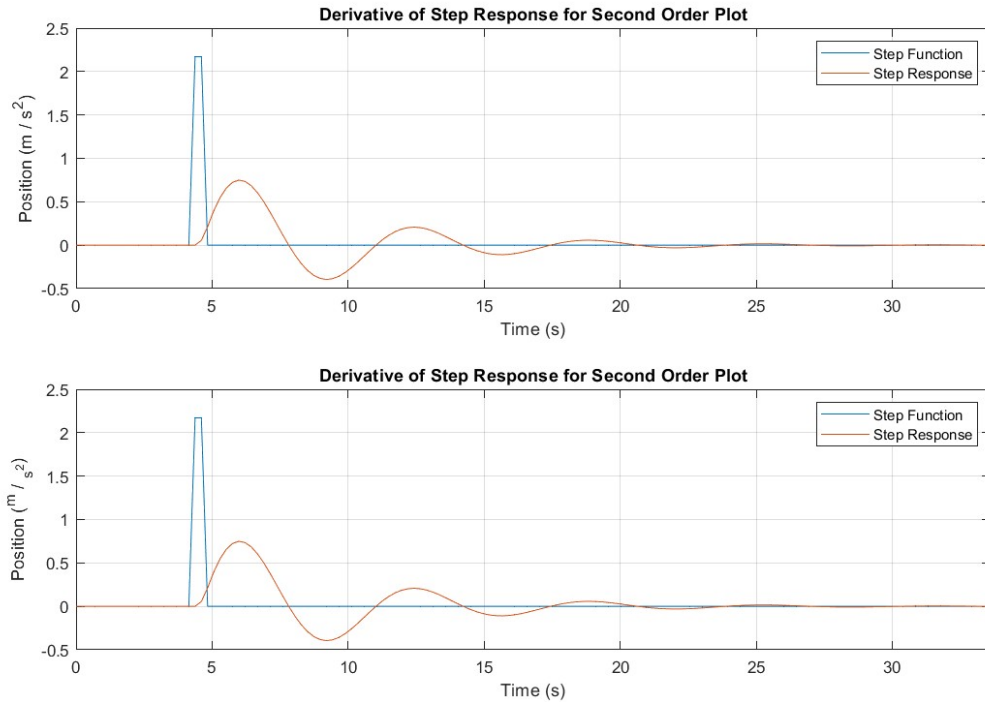 Derivative of Step Response for Second Order Plot
2.5
2
1.5
1
0.5
0
-0.5
Position (m / s²)
Step Function
Step Response
0 5 10 15 20 25 30
Time (s)
Derivative of Step Response for Second Order Plot
2.5
2
1.5
1
0.5
0
-0.5
Position (ᵐ / s²)
Step Function
Step Response
0 5 10 15 20 25 30
Time (s)